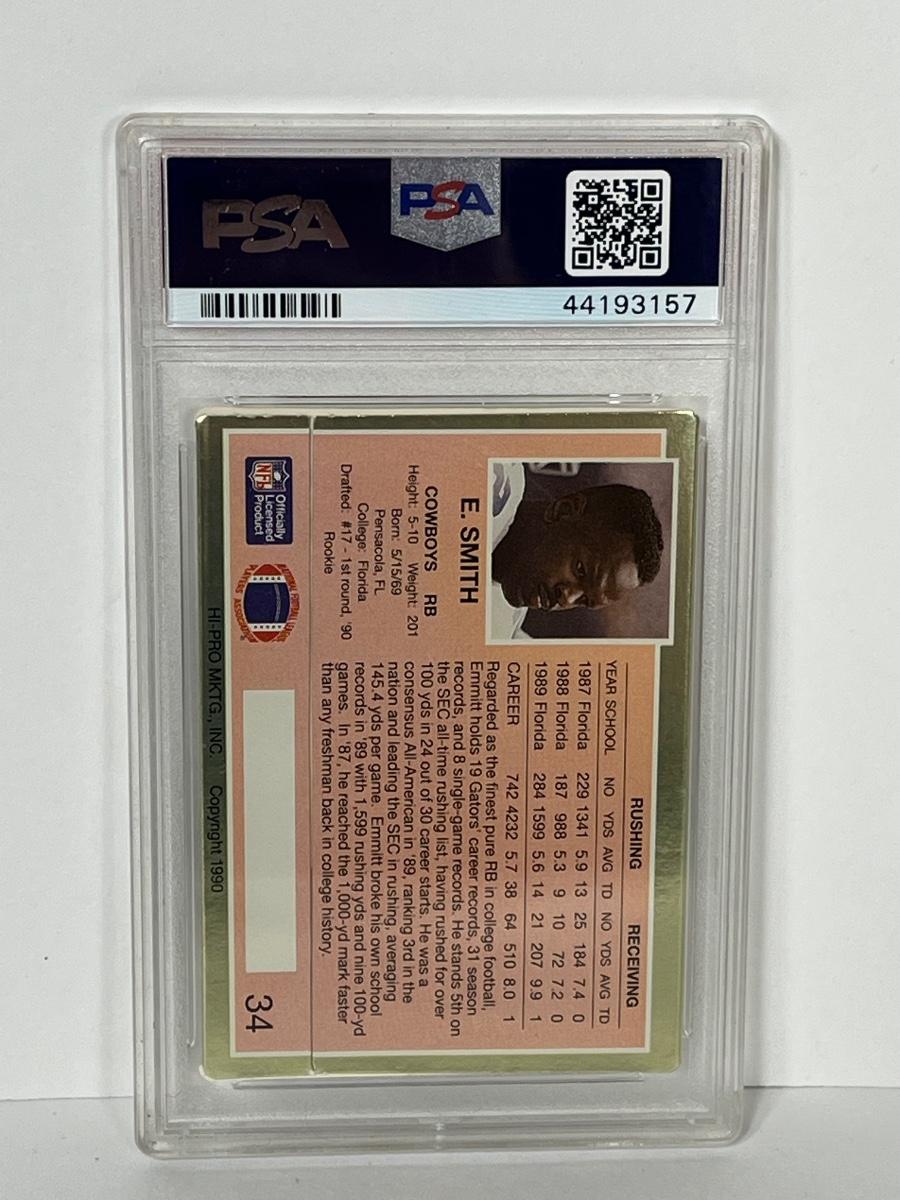 PSA
PSA
44193157
E. SMITH
COWBOYS RB
Height: 5-10 Weight: 201
Born: 5/15/69
Pensacola, FL
College: Florida
Drafted: #17 - 1st round, '90
Rookie
RUSHING RECEIVING
YEAR SCHOOL NO YDS AVG TD NO YDS AVG TD
1987 Florida 229 1341 5.9 13 25 184 7.4 0
1988 Florida 187 988 5.3 9 10 72 7.2 0
1989 Florida 284 1599 5.6 14 21 207 9.9 1
CAREER 742 4232 5.7 38 64 510 8.0 1
Regarded as the finest pure RB in college football,
Emmitt holds 19 Gators' career records, 31 season
records, and 8 single-game records. He stands 5th on
the SEC all-time rushing list, having rushed for over
100 yds in 24 out of 30 career starts. He was a
consensus All-American in '89, ranking 3rd in the
nation and leading the SEC in rushing, averaging
145.4 yds per game. Emmitt broke his own school
records in '89 with 1,599 rushing yds and nine 100-yd
games. In '87, he reached the 1,000-yd mark faster
than any freshman back in college history.
NFL
Officially
Licensed
Product
NATIONAL FOOTBALL LEAGUE
PLAYERS ASSOCIATION
34
HI-PRO MKTG., INC. Copyright 1990